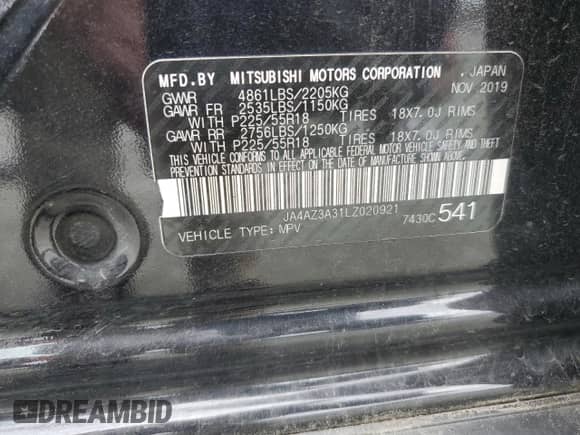 MFD.BY MITSUBISHI MOTORS CORPORATION , JAPAN
GVWR 4861LBS/2205KG NOV 2019
GAWR FR 2535LBS/1150KG
WITH P225/55R18 TIRES 18X7.0J RIMS
GAWR RR 2756LBS/1250KG
WITH P225/55R18 TIRES 18X7.0J RIMS
THIS VEHICLE CONFORMS TO ALL APPLICABLE FEDERAL MOTOR VEHICLE SAFETY AND THEFT
PREVENTION STANDARDS IN EFFECT ON THE DATE OF MANUFACTURE SHOWN ABOVE.
JA4AZ3A31LZ020921
VEHICLE TYPE: MPV 7430C 541
DREAMBID